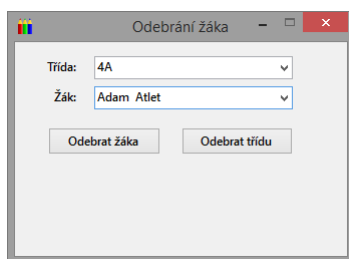 Odebrání žáka
Třída: 4A
Žák: Adam Atlet
Odebrat žáka Odebrat třídu